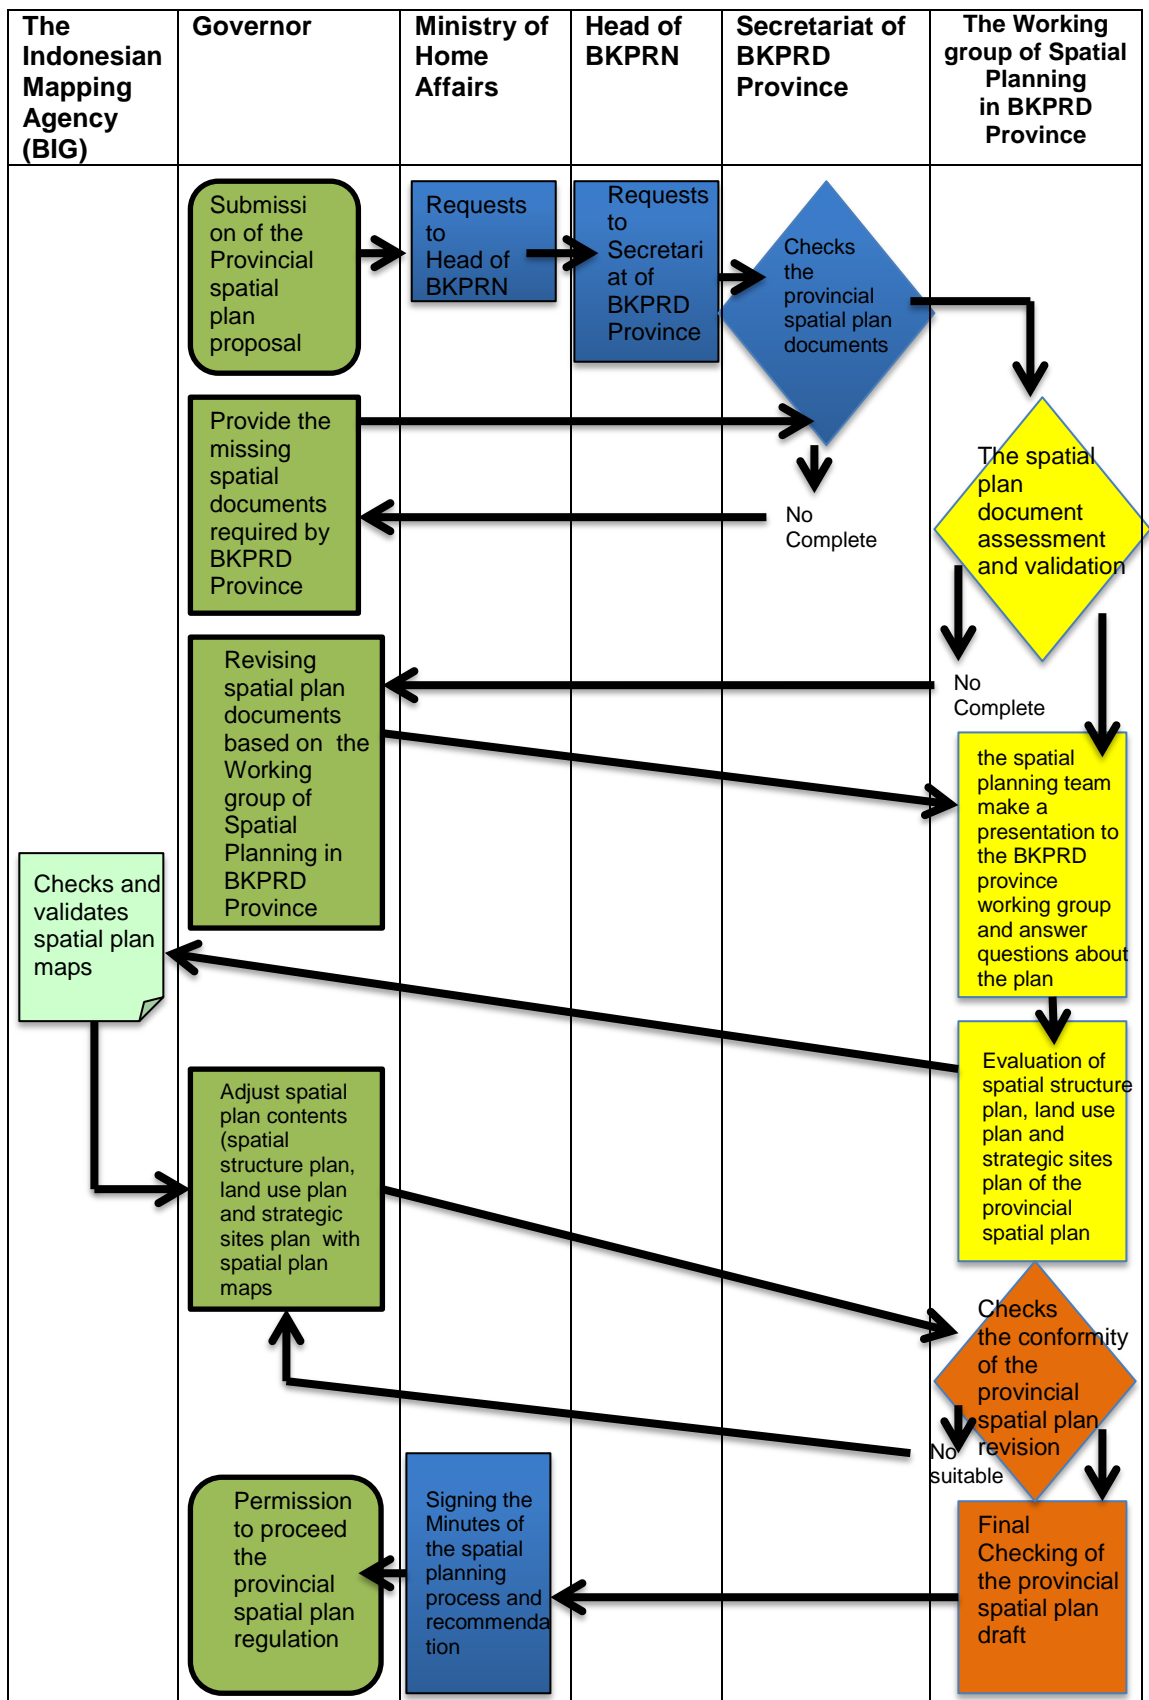 The
Indonesian
Mapping
Agency
(BIG)
Governor
Ministry of
Home
Affairs
Head of
BKPRN
Secretariat of
BKPRD
Province
The Working
group of Spatial
Planning
in BKPRD
Province
Submissi
on of the
Provincial
spatial
plan
proposal
Requests
to
Head of
BKPRN
Requests
to
Secretari
at of
BKPRD
Province
Checks
the
provincial
spatial plan
documents
Provide the
missing
spatial
documents
required by
BKPRD
Province
No
Complete
The spatial
plan
document
assessment
and validation
Revising
spatial plan
documents
based on the
Working
group of
Spatial
Planning in
BKPRD
Province
No
Complete
the spatial
planning team
make a
presentation to
the BKPRD
province
working group
and answer
questions about
the plan
Checks and
validates
spatial plan
maps
Evaluation of
spatial structure
plan, land use
plan and
strategic sites
plan of the
provincial
spatial plan
Adjust spatial
plan contents
(spatial
structure plan,
land use plan
and strategic
sites plan with
spatial plan
maps
Checks
the conformity
of the
provincial
spatial plan
revision
No
suitable
Permission
to proceed
the
provincial
spatial plan
regulation
Signing the
Minutes of
the spatial
planning
process and
recommenda
tion
Final
Checking of
the provincial
spatial plan
draft